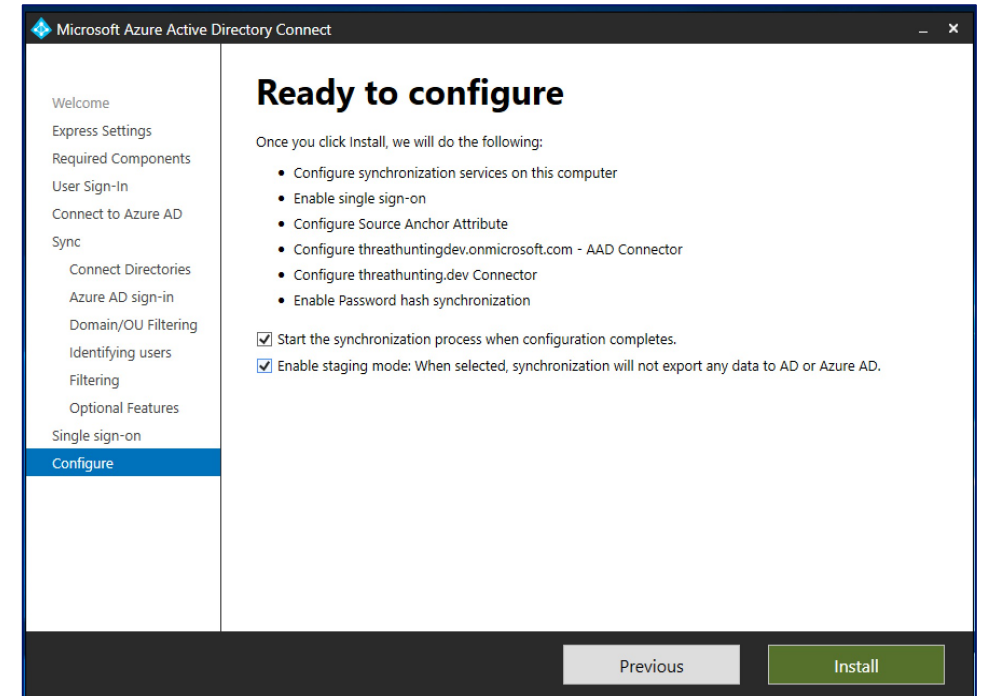 Microsoft Azure Active Directory Connect
Welcome
Express Settings
Required Components
User Sign-In
Connect to Azure AD
Sync
Connect Directories
Azure AD sign-in
Domain/OU Filtering
Identifying users
Filtering
Optional Features
Single sign-on
Configure
Ready to configure
Once you click Install, we will do the following:
• Configure synchronization services on this computer
• Enable single sign-on
• Configure Source Anchor Attribute
• Configure threathuntingdev.onmicrosoft.com - AAD Connector
• Configure threathunting.dev Connector
• Enable Password hash synchronization
Start the synchronization process when configuration completes.
Enable staging mode: When selected, synchronization will not export any data to AD or Azure AD.
Previous
Install